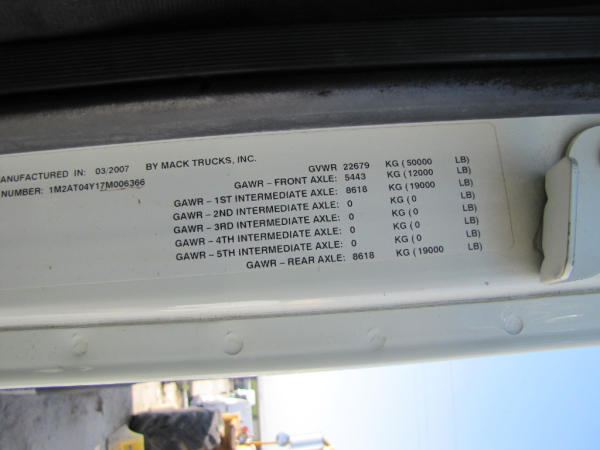 MANUFACTURED IN: 03/2007 BY MACK TRUCKS, INC.
NUMBER: 1M2AT04Y17M006366
GVWR 22679 KG ( 50000 LB)
GAWR – FRONT AXLE: 5443 KG ( 12000 LB)
GAWR – 1ST INTERMEDIATE AXLE: 8618 KG ( 19000 LB)
GAWR – 2ND INTERMEDIATE AXLE: 0 KG ( 0 LB)
GAWR – 3RD INTERMEDIATE AXLE: 0 KG ( 0 LB)
GAWR – 4TH INTERMEDIATE AXLE: 0 KG ( 0 LB)
GAWR – 5TH INTERMEDIATE AXLE: 0 KG ( 0 LB)
GAWR – REAR AXLE: 8618 KG ( 19000 LB)